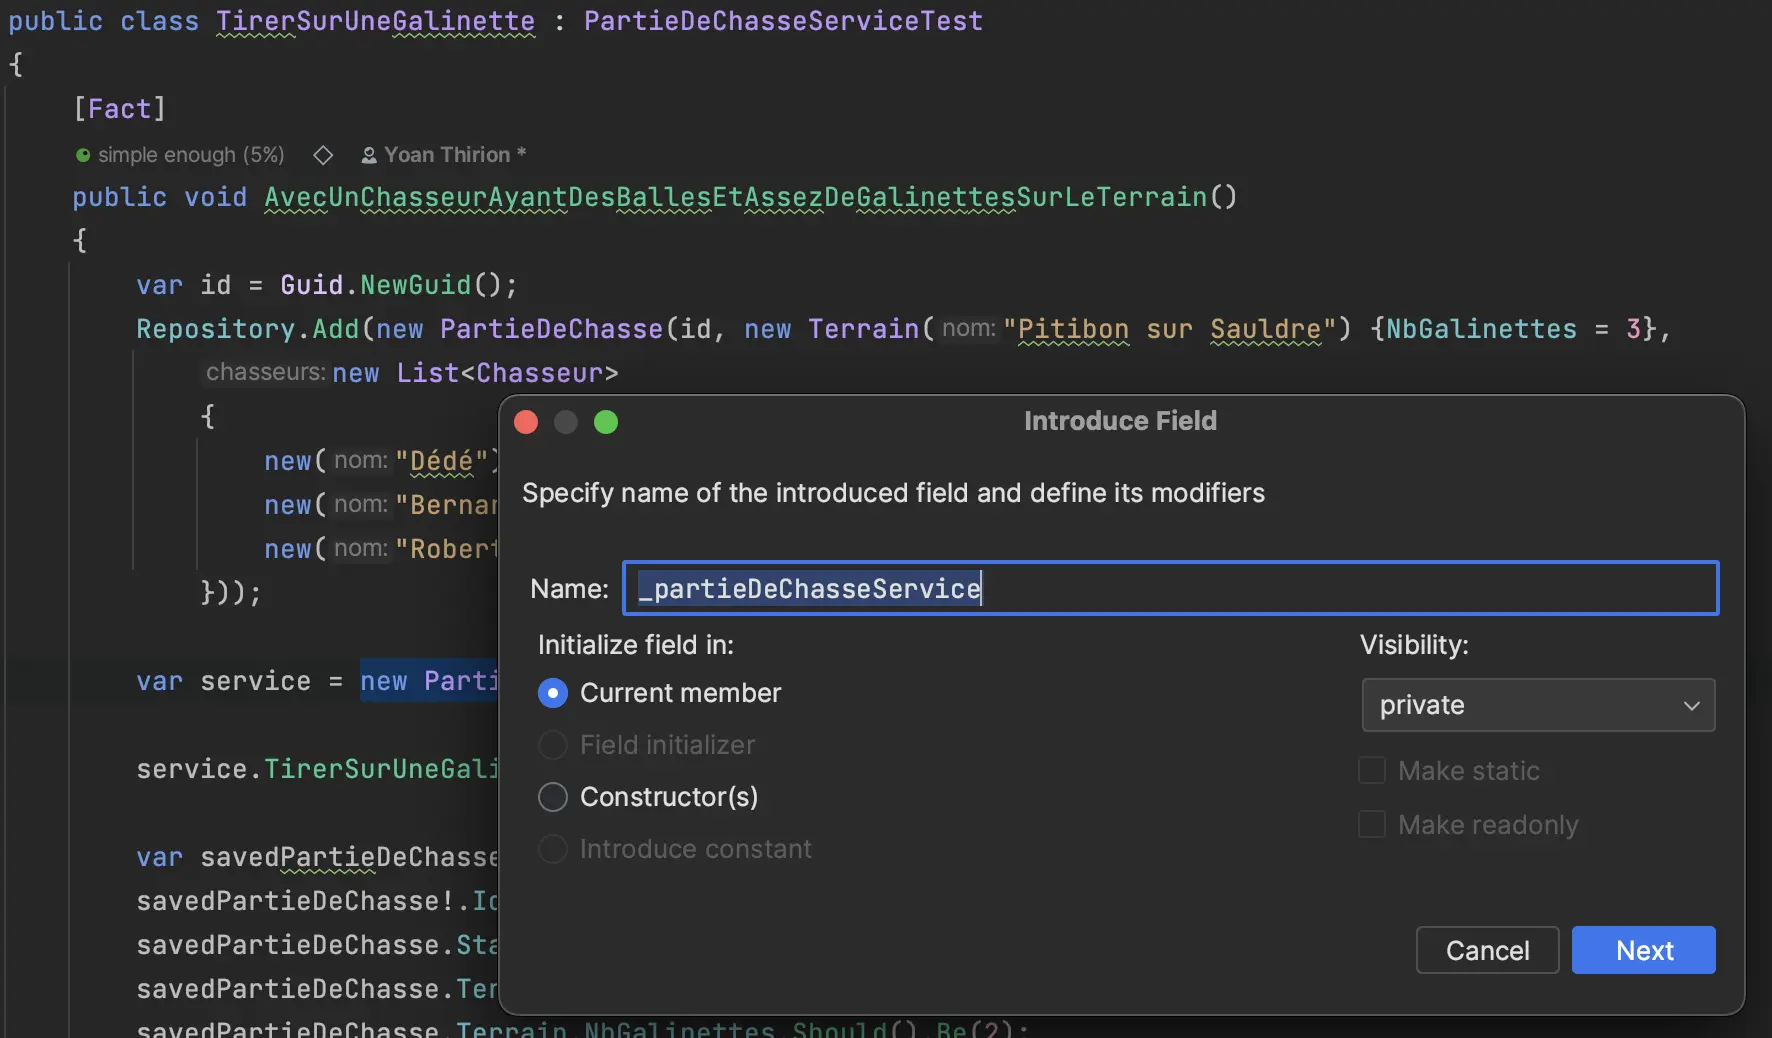 public class TirerSurUneGalinette : PartieDeChasseServiceTest
{
[Fact]
simple enough (5%) Yoan Thirion *
public void AvecUnChasseurAyantDesBallesEtAssezDeGalinettesSurLeTerrain()
{
var id = Guid.NewGuid();
Repository.Add(new PartieDeChasse(id, new Terrain( nom: "Pitibon sur Sauldre") {NbGalinettes = 3},
chasseurs: new List<Chasseur>
{
new( nom: "Dédé")
new( nom: "Bernar
new( nom: "Robert
}));
var service = new Parti
service.TirerSurUneGali
var savedPartieDeChasse
savedPartieDeChasse!.Id
savedPartieDeChasse.Sta
savedPartieDeChasse.Ter
savedPartieDeChasse.Terrain.NbGalinettes.Should().Be(2);
Introduce Field
Specify name of the introduced field and define its modifiers
Name: _partieDeChasseService
Initialize field in:
Current member
Field initializer
Constructor(s)
Introduce constant
Visibility:
private
Make static
Make readonly
Cancel Next